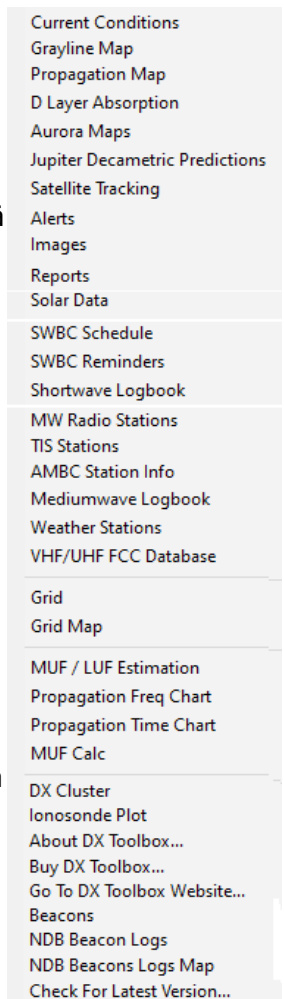 Current Conditions
Grayline Map
Propagation Map
D Layer Absorption
Aurora Maps
Jupiter Decametric Predictions
Satellite Tracking
Alerts
Images
Reports
Solar Data
SWBC Schedule
SWBC Reminders
Shortwave Logbook
MW Radio Stations
TIS Stations
AMBC Station Info
Mediumwave Logbook
Weather Stations
VHF/UHF FCC Database
Grid
Grid Map
MUF / LUF Estimation
Propagation Freq Chart
Propagation Time Chart
MUF Calc
DX Cluster
Ionosonde Plot
About DX Toolbox...
Buy DX Toolbox...
Go To DX Toolbox Website...
Beacons
NDB Beacon Logs
NDB Beacons Logs Map
Check For Latest Version...